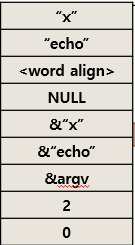 “x”
“echo”
<word align>
NULL
&“x”
&“echo”
&argv
2
0